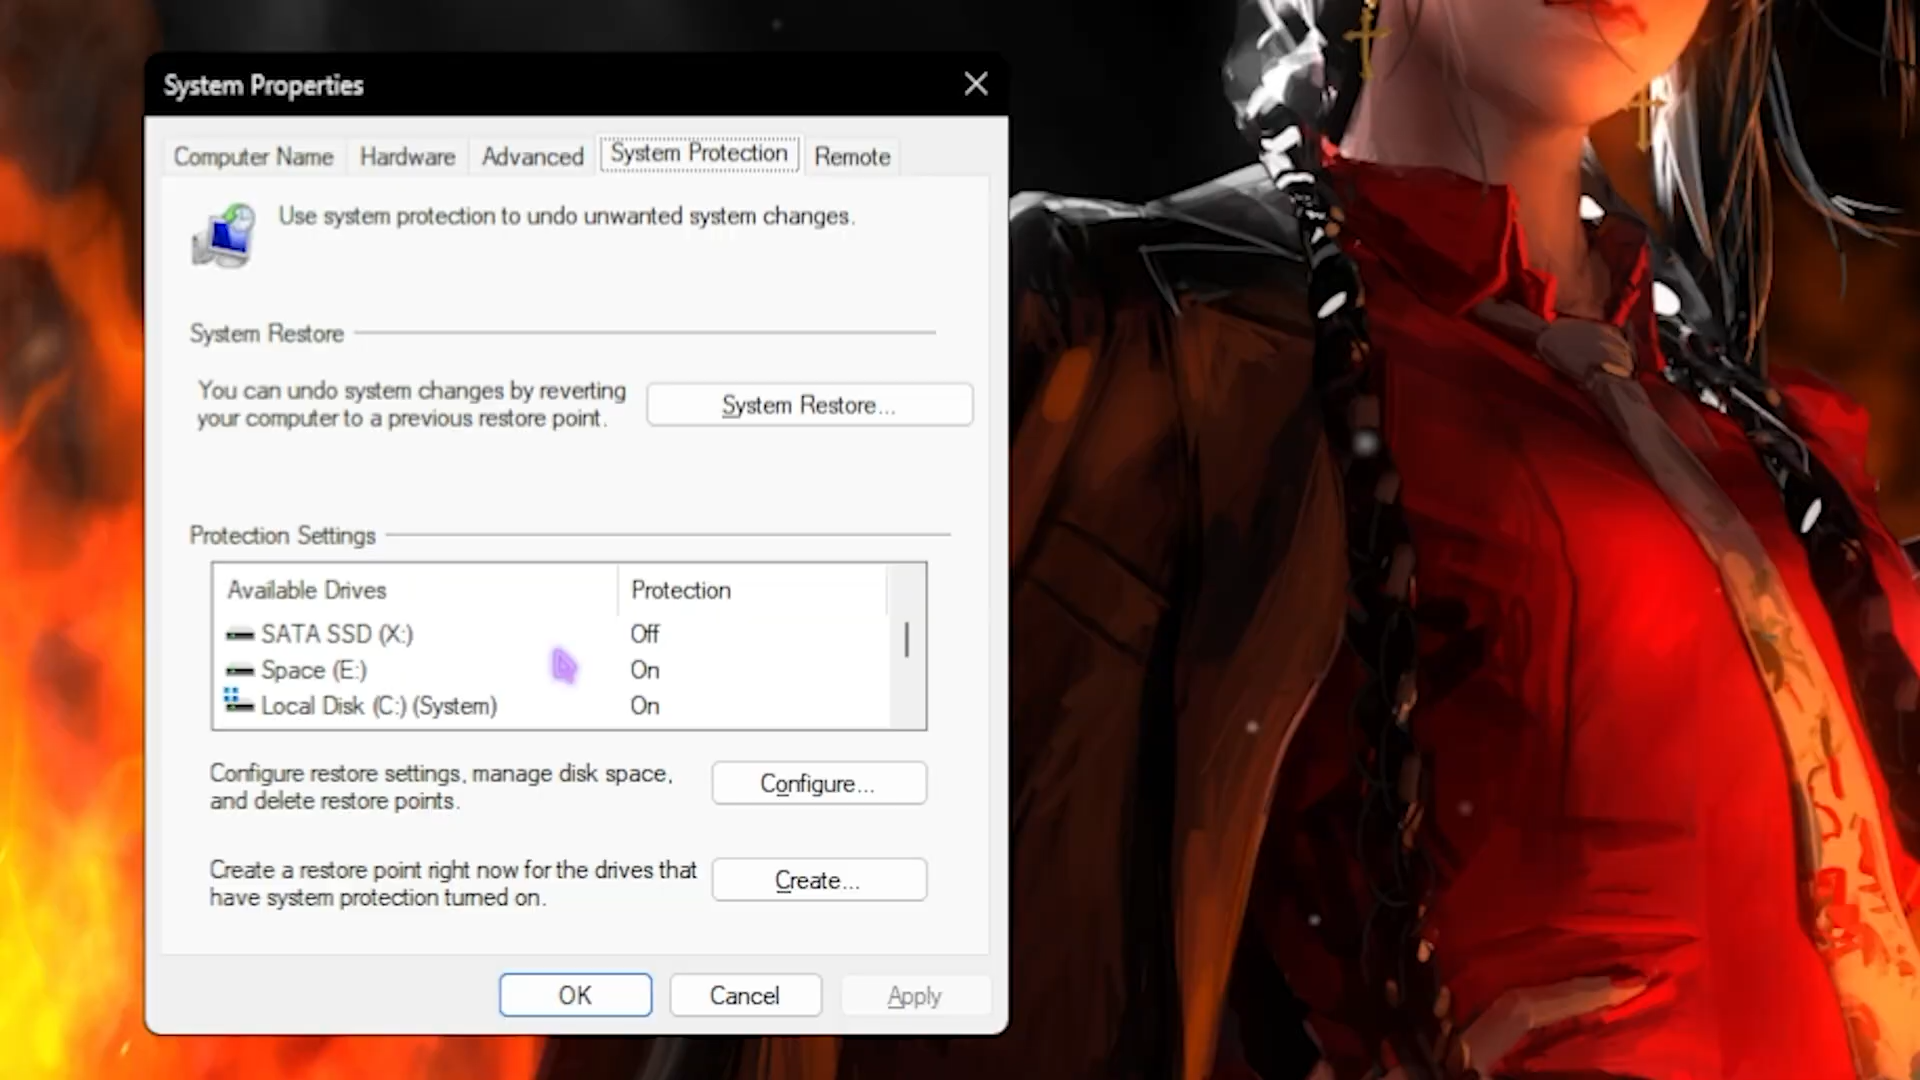 System Properties
Computer Name Hardware Advanced System Protection Remote
Use system protection to undo unwanted system changes.
System Restore
You can undo system changes by reverting
your computer to a previous restore point.
System Restore...
Protection Settings
Available Drives Protection
SATA SSD (X:) Off
Space (E:) On
Local Disk (C:) (System) On
Configure restore settings, manage disk space,
and delete restore points.
Configure...
Create a restore point right now for the drives that
have system protection turned on.
Create...
OK Cancel Apply